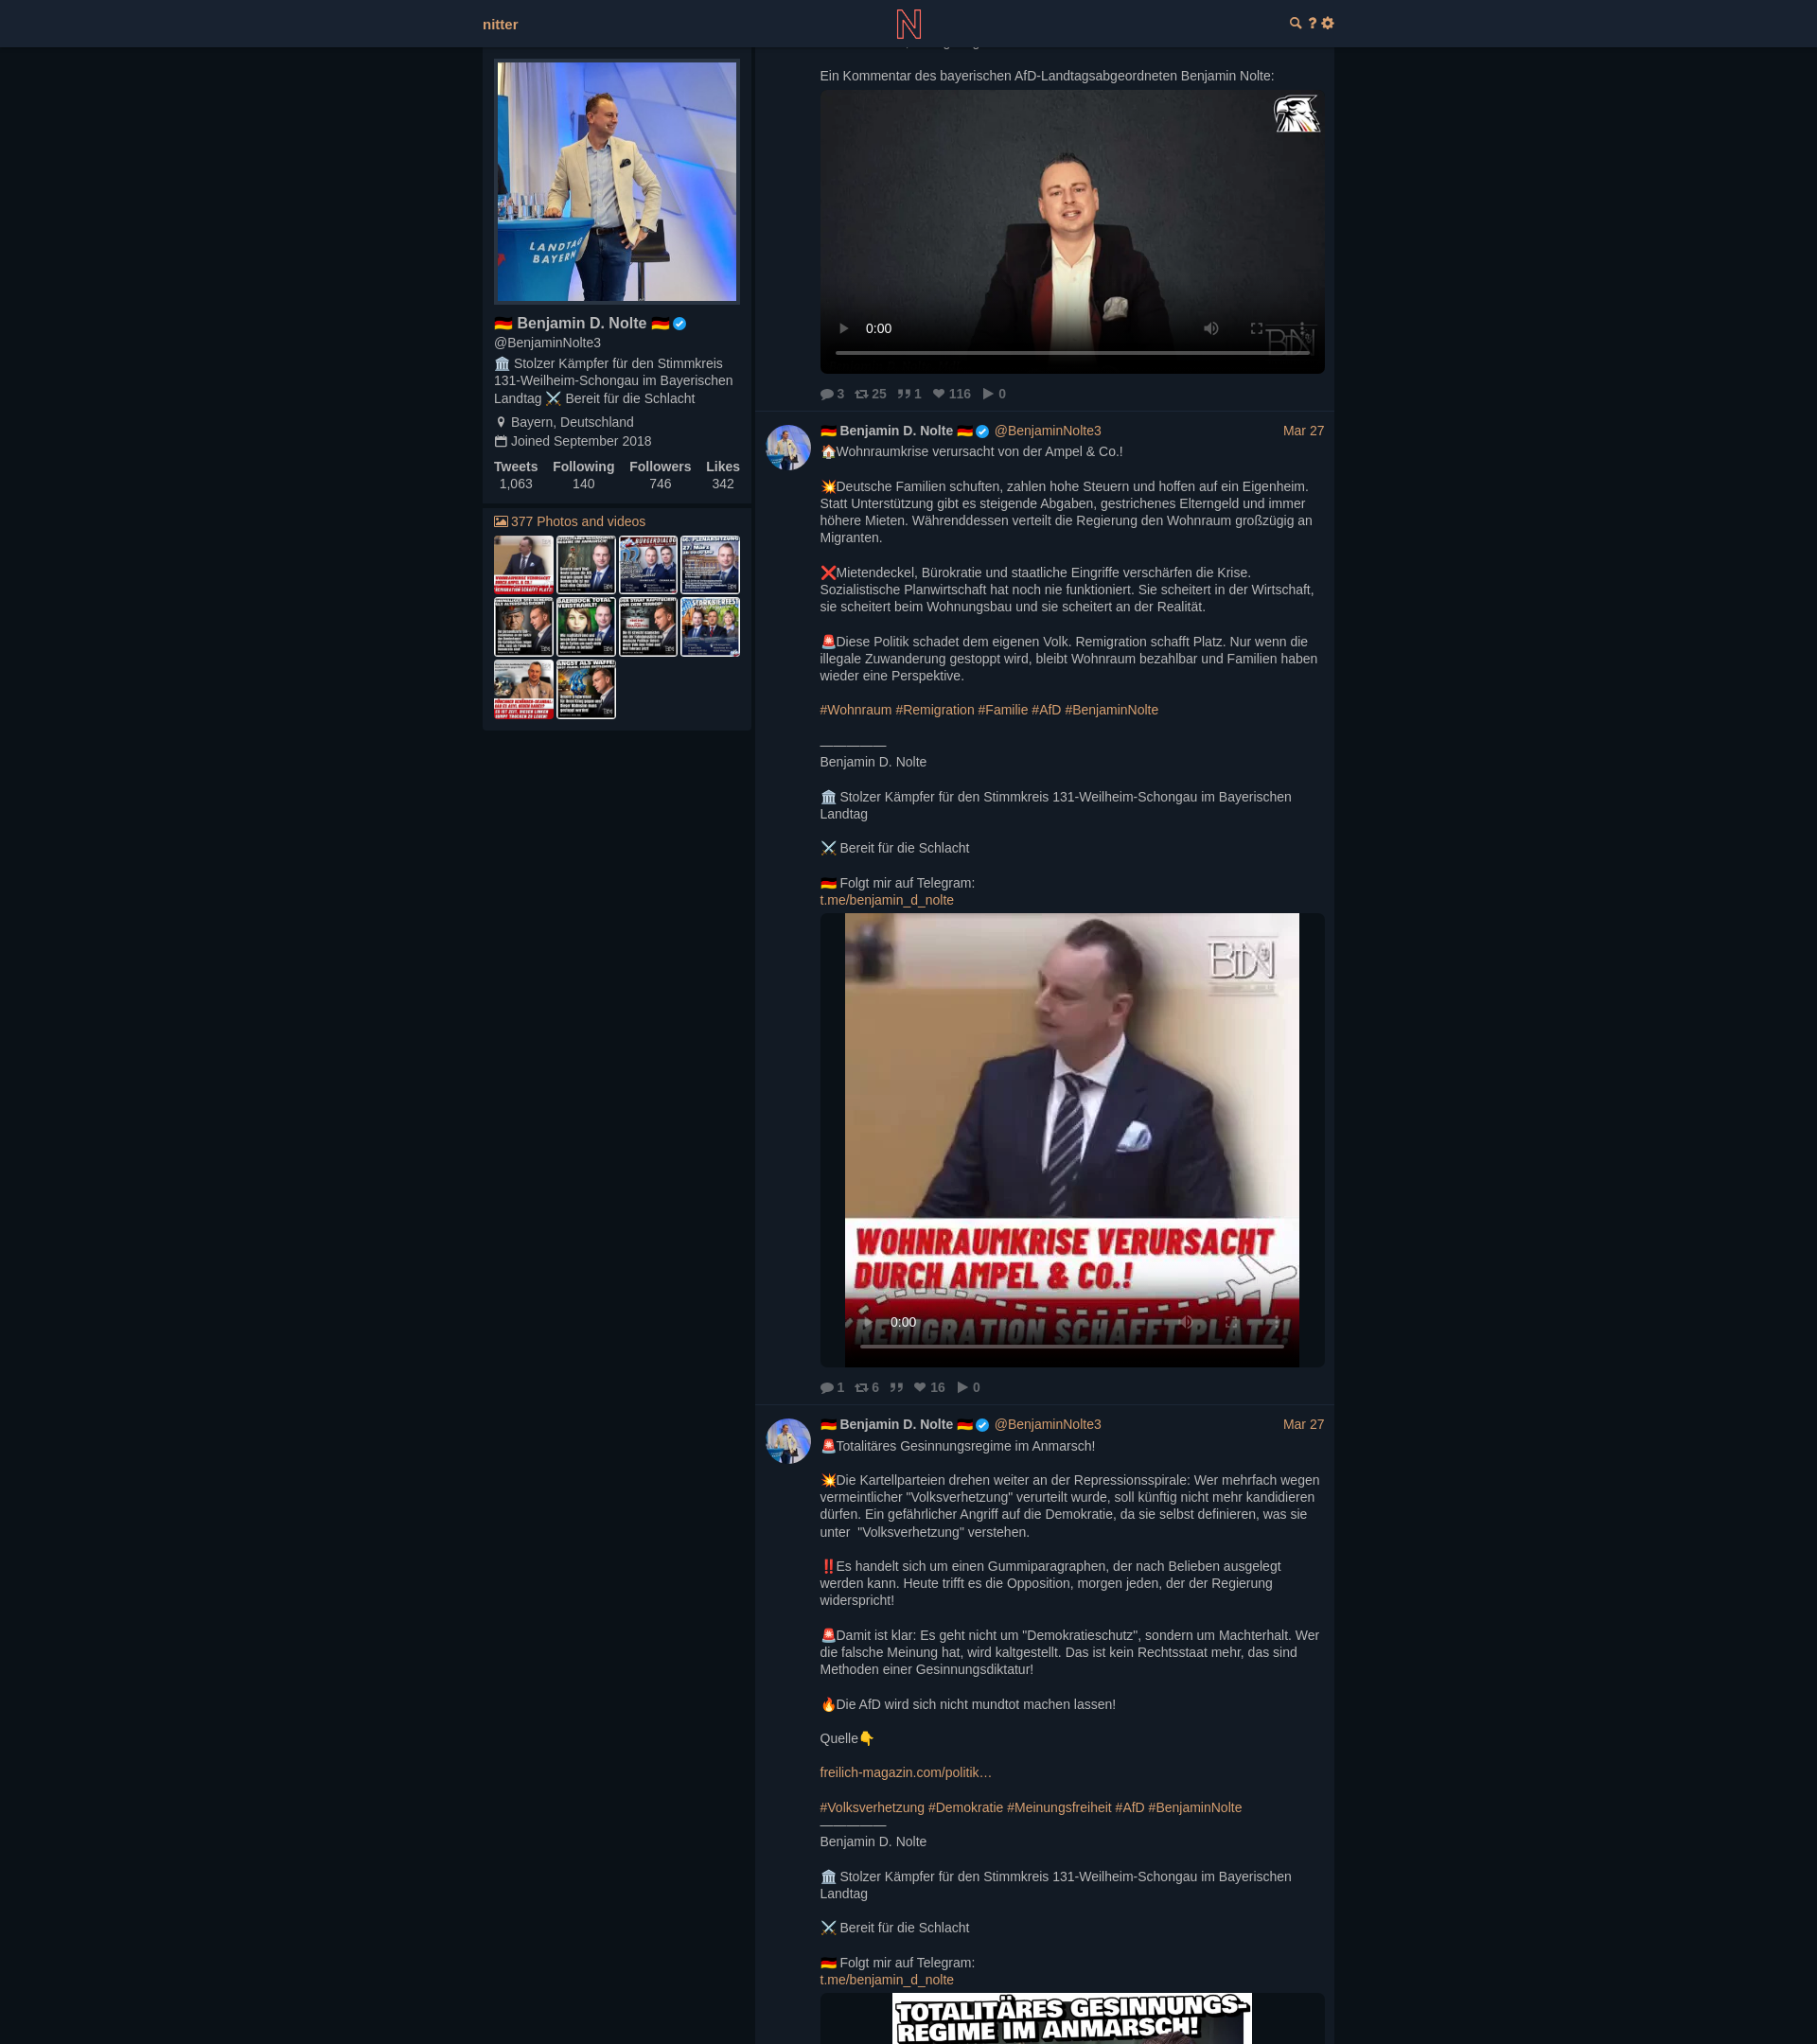 nitter
N
?
🇩🇪 Benjamin D. Nolte 🇩🇪
@BenjaminNolte3
🏛️ Stolzer Kämpfer für den Stimmkreis
131-Weilheim-Schongau im Bayerischen
Landtag ⚔️ Bereit für die Schlacht
Bayern, Deutschland
Joined September 2018
Tweets Following Followers Likes
1,063 140 746 342
377 Photos and videos
LANDTAG
BAYERN
Ein Kommentar des bayerischen AfD-Landtagsabgeordneten Benjamin Nolte:
0:00
3 25 1 116 0
🇩🇪 Benjamin D. Nolte 🇩🇪 @BenjaminNolte3 Mar 27
🏠Wohnraumkrise verursacht von der Ampel & Co.!
💥Deutsche Familien schuften, zahlen hohe Steuern und hoffen auf ein Eigenheim.
Statt Unterstützung gibt es steigende Abgaben, gestrichenes Elterngeld und immer
höhere Mieten. Währenddessen verteilt die Regierung den Wohnraum großzügig an
Migranten.
❌Mietendeckel, Bürokratie und staatliche Eingriffe verschärfen die Krise.
Sozialistische Planwirtschaft hat noch nie funktioniert. Sie scheitert in der Wirtschaft,
sie scheitert beim Wohnungsbau und sie scheitert an der Realität.
🚨Diese Politik schadet dem eigenen Volk. Remigration schafft Platz. Nur wenn die
illegale Zuwanderung gestoppt wird, bleibt Wohnraum bezahlbar und Familien haben
wieder eine Perspektive.
#Wohnraum #Remigration #Familie #AfD #BenjaminNolte
—————
Benjamin D. Nolte
🏛️ Stolzer Kämpfer für den Stimmkreis 131-Weilheim-Schongau im Bayerischen
Landtag
⚔️ Bereit für die Schlacht
🇩🇪 Folgt mir auf Telegram:
t.me/benjamin_d_nolte
BDN
WOHNRAUMKRISE VERURSACHT
DURCH AMPEL & CO.!
REMIGRATION SCHAFFT PLATZ!
0:00
1 6 16 0
🇩🇪 Benjamin D. Nolte 🇩🇪 @BenjaminNolte3 Mar 27
🚨Totalitäres Gesinnungsregime im Anmarsch!
💥Die Kartellparteien drehen weiter an der Repressionsspirale: Wer mehrfach wegen
vermeintlicher "Volksverhetzung" verurteilt wurde, soll künftig nicht mehr kandidieren
dürfen. Ein gefährlicher Angriff auf die Demokratie, da sie selbst definieren, was sie
unter "Volksverhetzung" verstehen.
‼️Es handelt sich um einen Gummiparagraphen, der nach Belieben ausgelegt
werden kann. Heute trifft es die Opposition, morgen jeden, der der Regierung
widerspricht!
🚨Damit ist klar: Es geht nicht um "Demokratieschutz", sondern um Machterhalt. Wer
die falsche Meinung hat, wird kaltgestellt. Das ist kein Rechtsstaat mehr, das sind
Methoden einer Gesinnungsdiktatur!
🔥Die AfD wird sich nicht mundtot machen lassen!
Quelle👇
freilich-magazin.com/politik…
#Volksverhetzung #Demokratie #Meinungsfreiheit #AfD #BenjaminNolte
—————
Benjamin D. Nolte
🏛️ Stolzer Kämpfer für den Stimmkreis 131-Weilheim-Schongau im Bayerischen
Landtag
⚔️ Bereit für die Schlacht
🇩🇪 Folgt mir auf Telegram:
t.me/benjamin_d_nolte
TOTALITÄRES GESINNUNGS-
REGIME IM ANMARSCH!